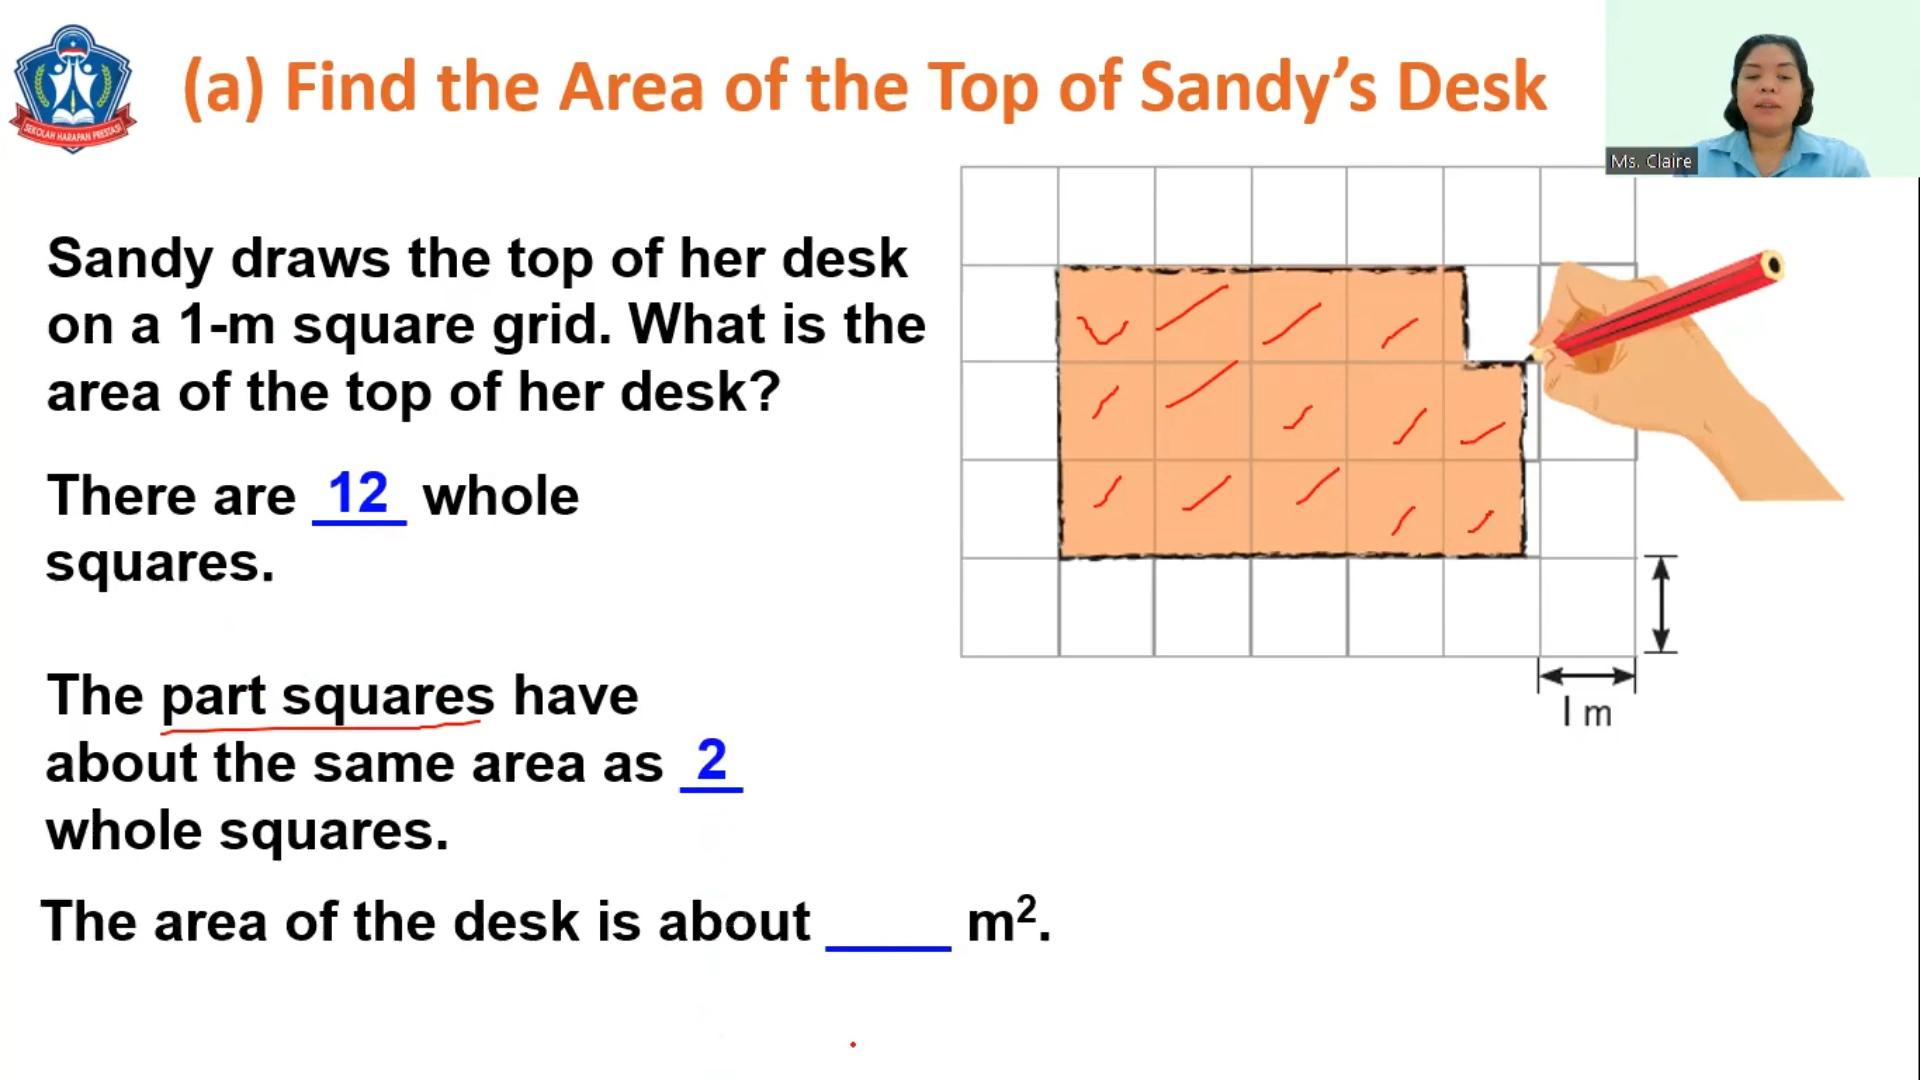 SEKOLAH HARAPAN PRESTASI
(a) Find the Area of the Top of Sandy’s Desk
Ms. Claire
Sandy draws the top of her desk
on a 1-m square grid. What is the
area of the top of her desk?
There are 12 whole
squares.
The part squares have
about the same area as 2
whole squares.
The area of the desk is about ____ m².
1 m